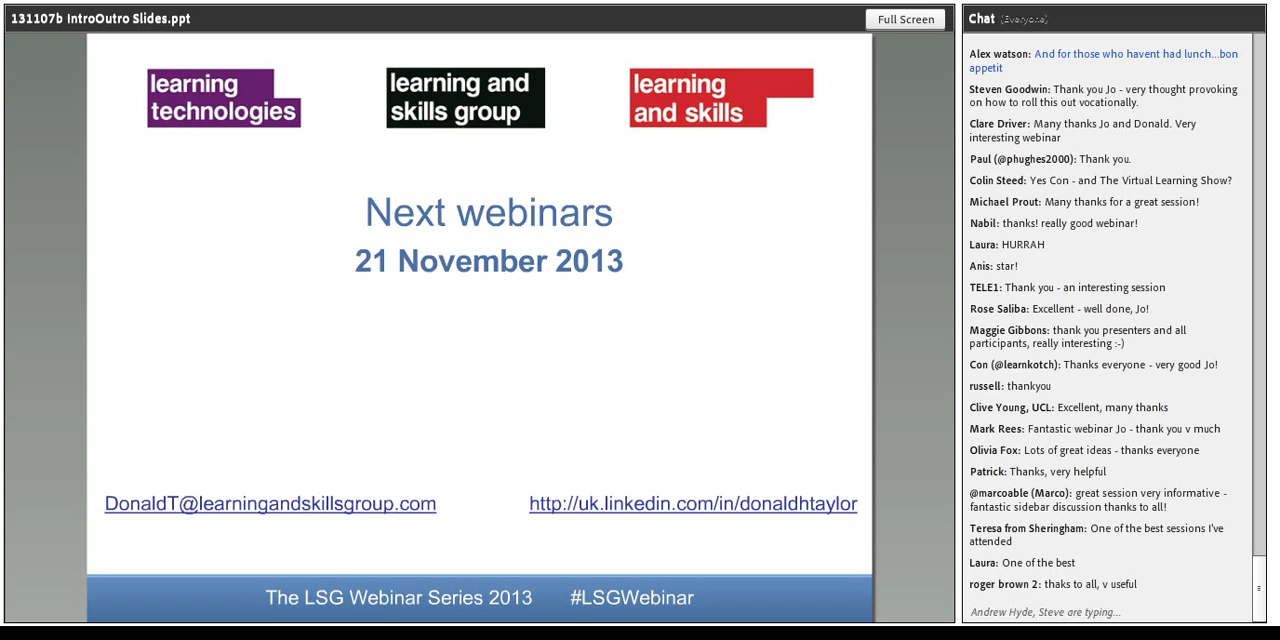 131107b IntroOutro Slides.ppt
Full Screen
learning
technologies
learning and
skills group
learning
and skills
Next webinars
21 November 2013
DonaldT@learningandskillsgroup.com
http://uk.linkedin.com/in/donaldhtaylor
The LSG Webinar Series 2013 #LSGWebinar
Chat (Everyone)
Alex watson: And for those who havent had lunch...bon
appetit
Steven Goodwin: Thank you Jo - very thought provoking
on how to roll this out vocationally.
Clare Driver: Many thanks Jo and Donald. Very
interesting webinar
Paul (@phughes2000): Thank you.
Colin Steed: Yes Con - and The Virtual Learning Show?
Michael Prout: Many thanks for a great session!
Nabil: thanks! really good webinar!
Laura: HURRAH
Anis: star!
TELE1: Thank you - an interesting session
Rose Saliba: Excellent - well done, Jo!
Maggie Gibbons: thank you presenters and all
participants, really interesting :-)
Con (@learnkotch): Thanks everyone - very good Jo!
russell: thankyou
Clive Young, UCL: Excellent, many thanks
Mark Rees: Fantastic webinar Jo - thank you v much
Olivia Fox: Lots of great ideas - thanks everyone
Patrick: Thanks, very helpful
@marcoable (Marco): great session very informative -
fantastic sidebar discussion thanks to all!
Teresa from Sheringham: One of the best sessions I've
attended
Laura: One of the best
roger brown 2: thaks to all, v useful
Andrew Hyde, Steve are typing...